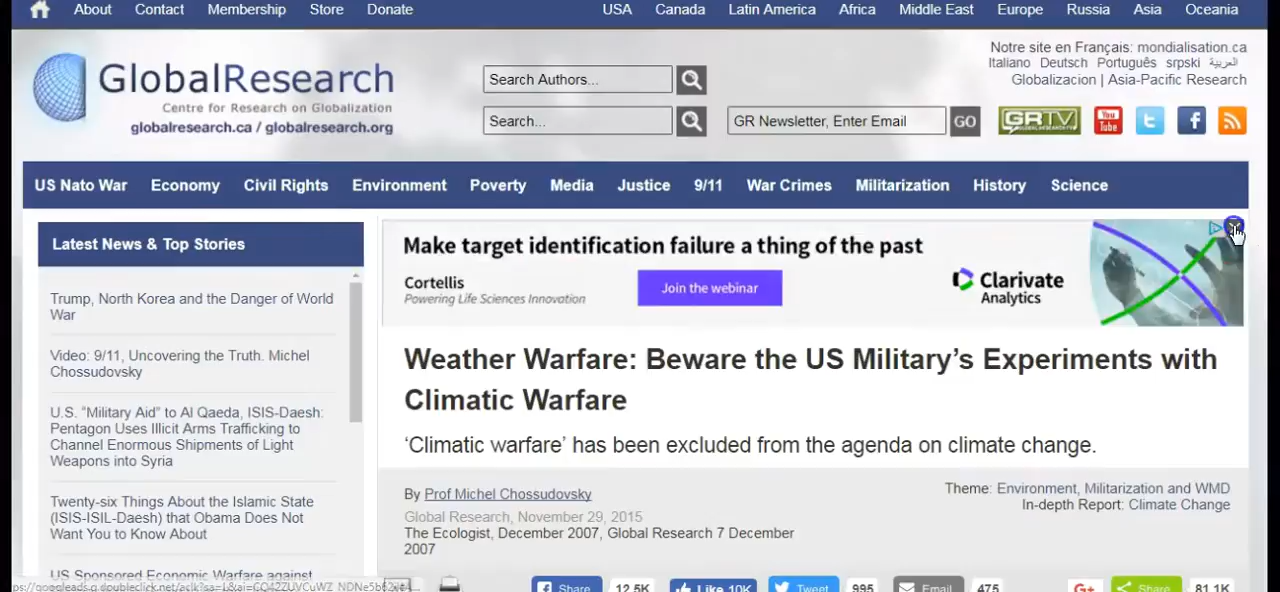 About Contact Membership Store Donate USA Canada Latin America Africa Middle East Europe Russia Asia Oceania
Notre site en Français: mondialisation.ca
Italiano Deutsch Português srpski العربية
Globalizacion | Asia-Pacific Research
GlobalResearch
Centre for Research on Globalization
globalresearch.ca / globalresearch.org
Search Authors...
Search...
GR Newsletter, Enter Email GO
GRTV
You Tube
US Nato War Economy Civil Rights Environment Poverty Media Justice 9/11 War Crimes Militarization History Science
Latest News & Top Stories
Trump, North Korea and the Danger of World
War
Video: 9/11, Uncovering the Truth. Michel
Chossudovsky
U.S. “Military Aid” to Al Qaeda, ISIS-Daesh:
Pentagon Uses Illicit Arms Trafficking to
Channel Enormous Shipments of Light
Weapons into Syria
Twenty-six Things About the Islamic State
(ISIS-ISIL-Daesh) that Obama Does Not
Want You to Know About
US Sponsored Economic Warfare against
Make target identification failure a thing of the past
Cortellis
Powering Life Sciences Innovation
Join the webinar
Clarivate
Analytics
Weather Warfare: Beware the US Military’s Experiments with
Climatic Warfare
‘Climatic warfare’ has been excluded from the agenda on climate change.
By Prof Michel Chossudovsky
Global Research, November 29, 2015
The Ecologist, December 2007, Global Research 7 December
2007
Theme: Environment, Militarization and WMD
In-depth Report: Climate Change
Share 12.5K Like 10K Tweet 995 Email 475 G+ Share 81.1K